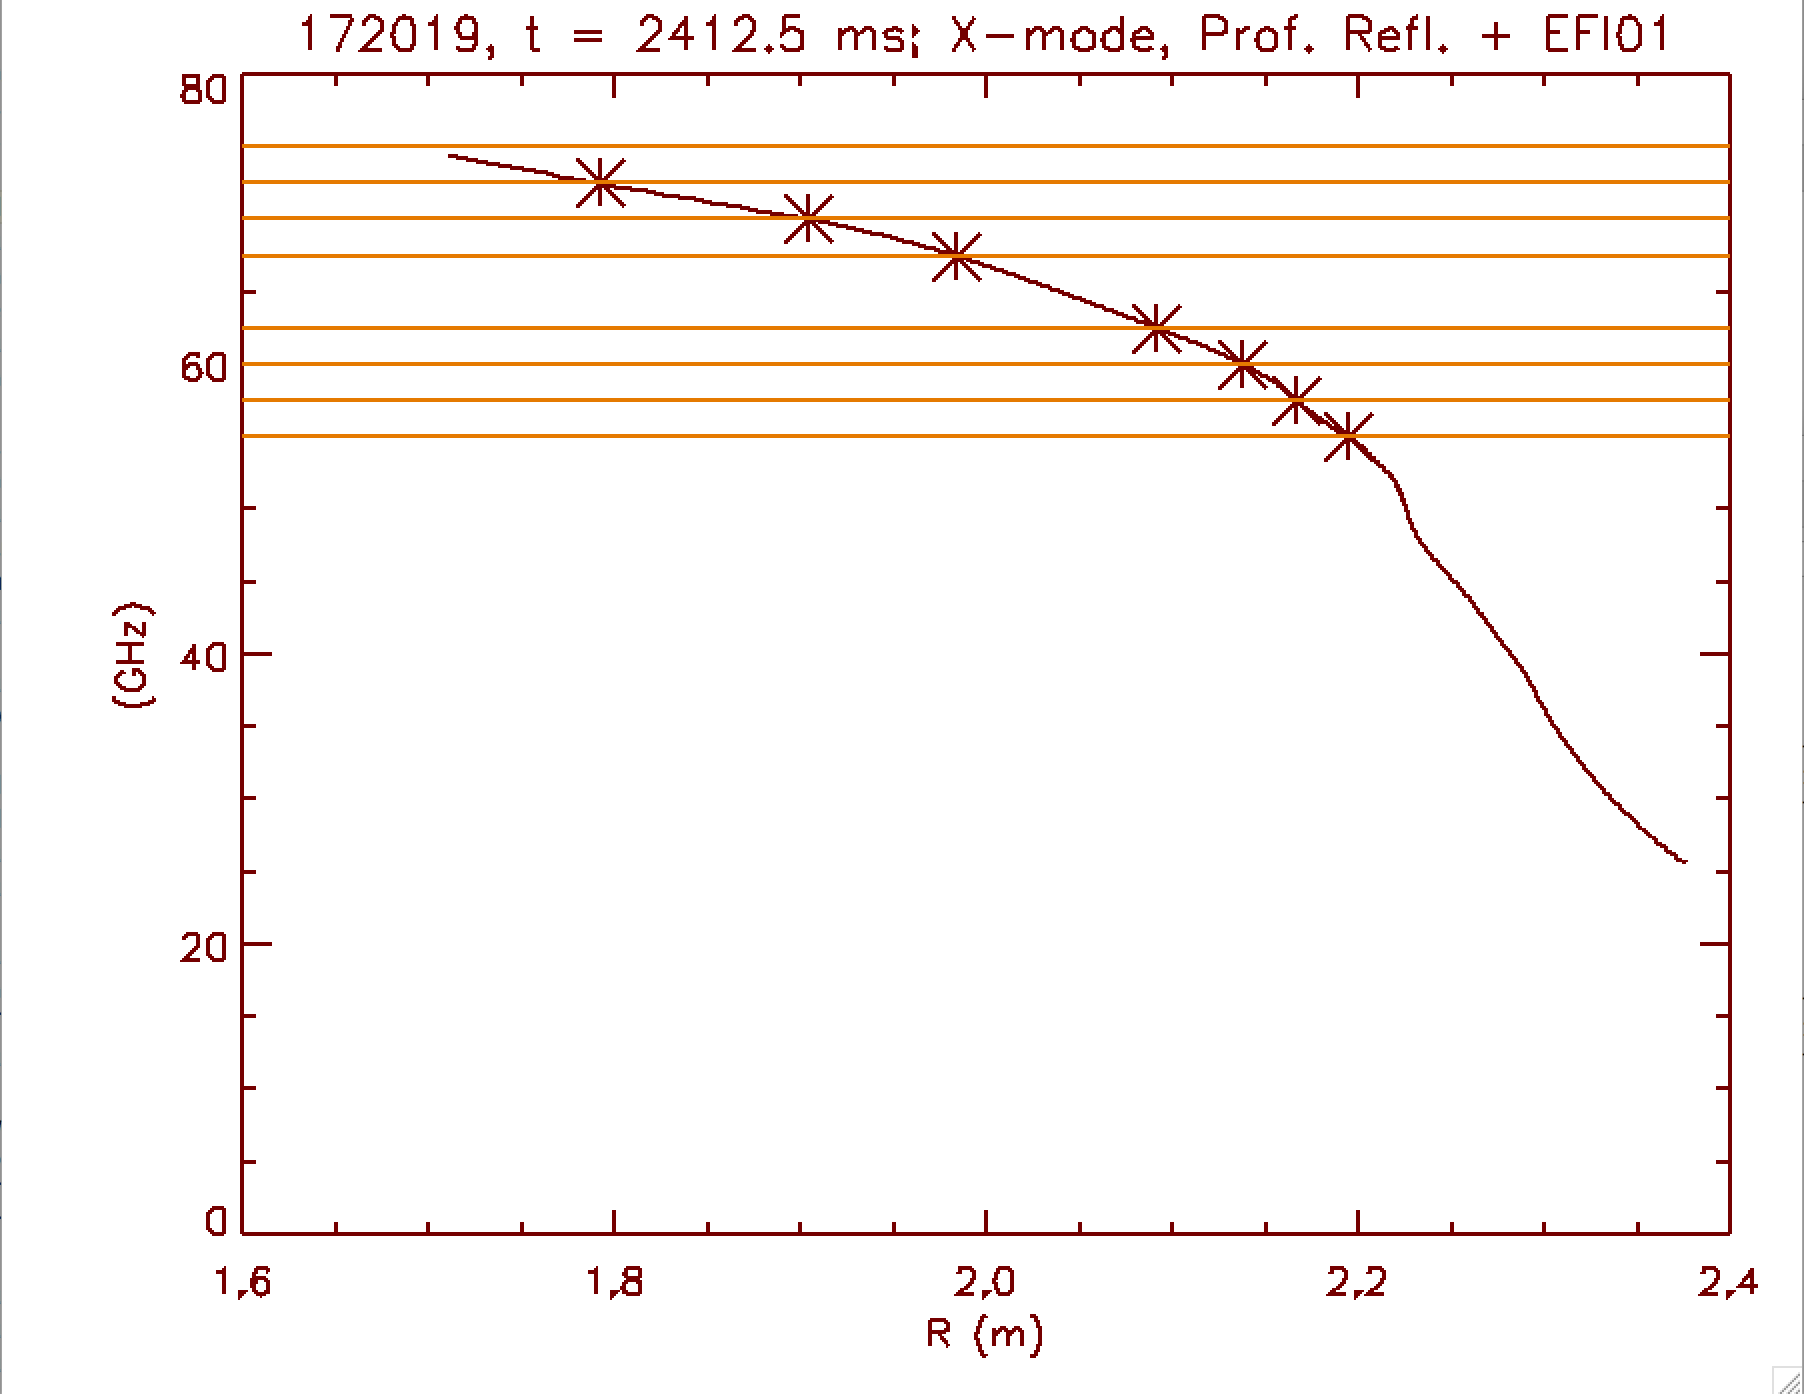 172019, t = 2412.5 ms; X-mode, Prof. Refl. + EFI01
80
60
40
20
0
(GHz)
1.6 1.8 2.0 2.2 2.4
R (m)